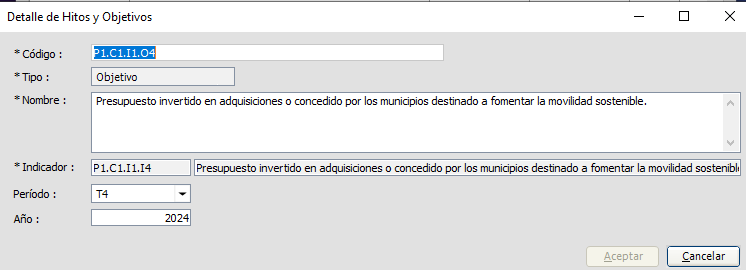 Detalle de Hitos y Objetivos
* Código : P1.C1.I1.O4
* Tipo : Objetivo
* Nombre : Presupuesto invertido en adquisiciones o concedido por los municipios destinado a fomentar la movilidad sostenible.
* Indicador : P1.C1.I1.I4 Presupuesto invertido en adquisiciones o concedido por los municipios destinado a fomentar la movilidad sostenibl
Período : T4
Año : 2024
Aceptar Cancelar